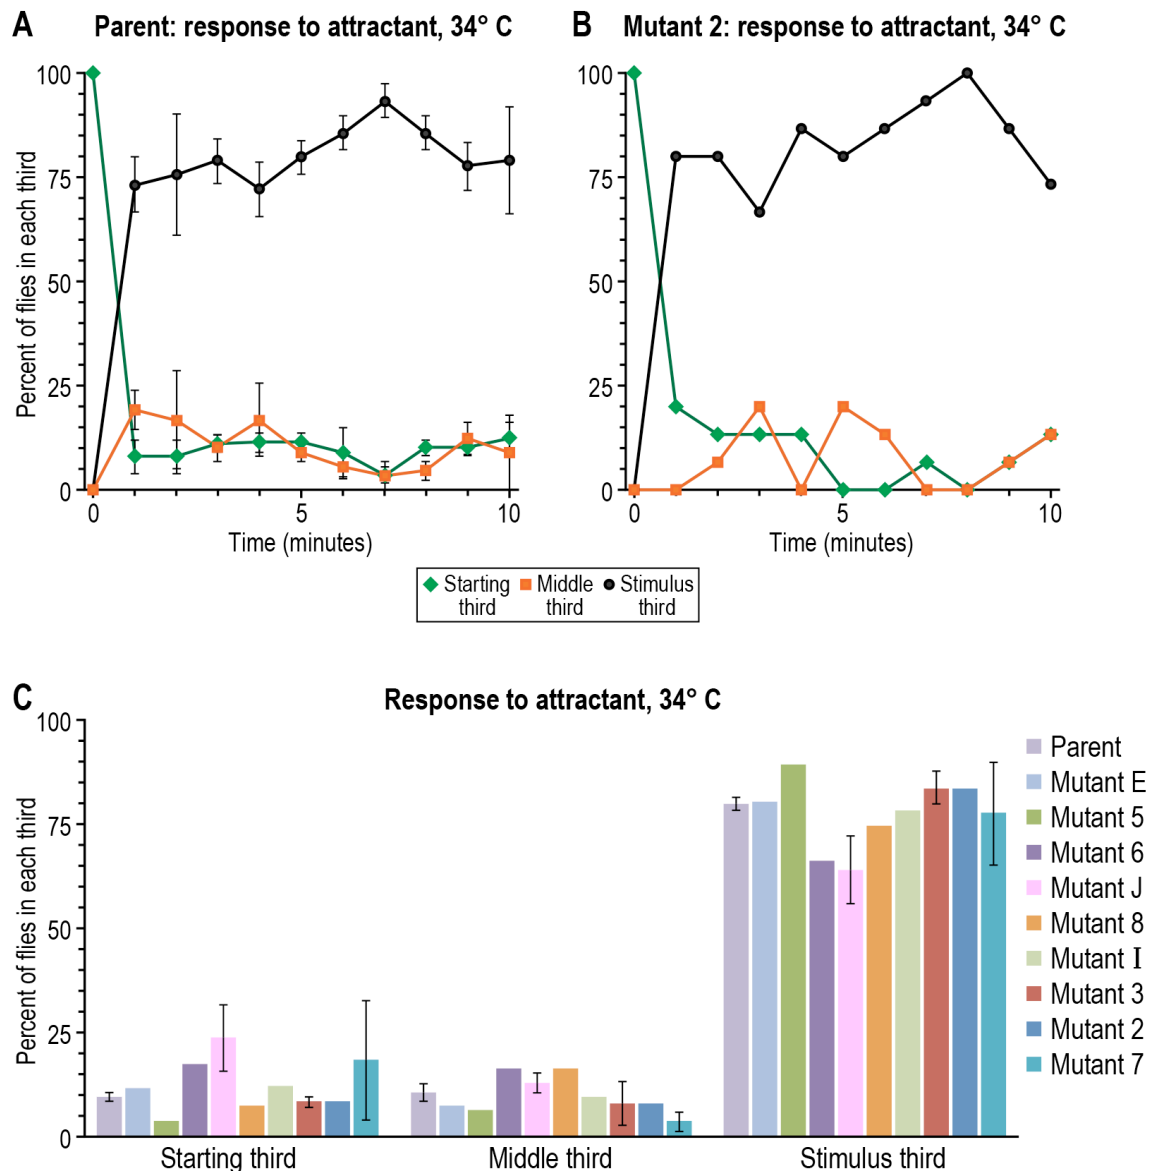 A
Parent: response to attractant, 34° C
100
75
50
25
0
Percent of flies in each third
0
5
10
Time (minutes)
B
Mutant 2: response to attractant, 34° C
100
75
50
25
0
0
5
10
Time (minutes)
Starting third
Middle third
Stimulus third
C
Response to attractant, 34° C
100
75
50
25
0
Percent of flies in each third
Starting third
Middle third
Stimulus third
Parent
Mutant E
Mutant 5
Mutant 6
Mutant J
Mutant 8
Mutant I
Mutant 3
Mutant 2
Mutant 7